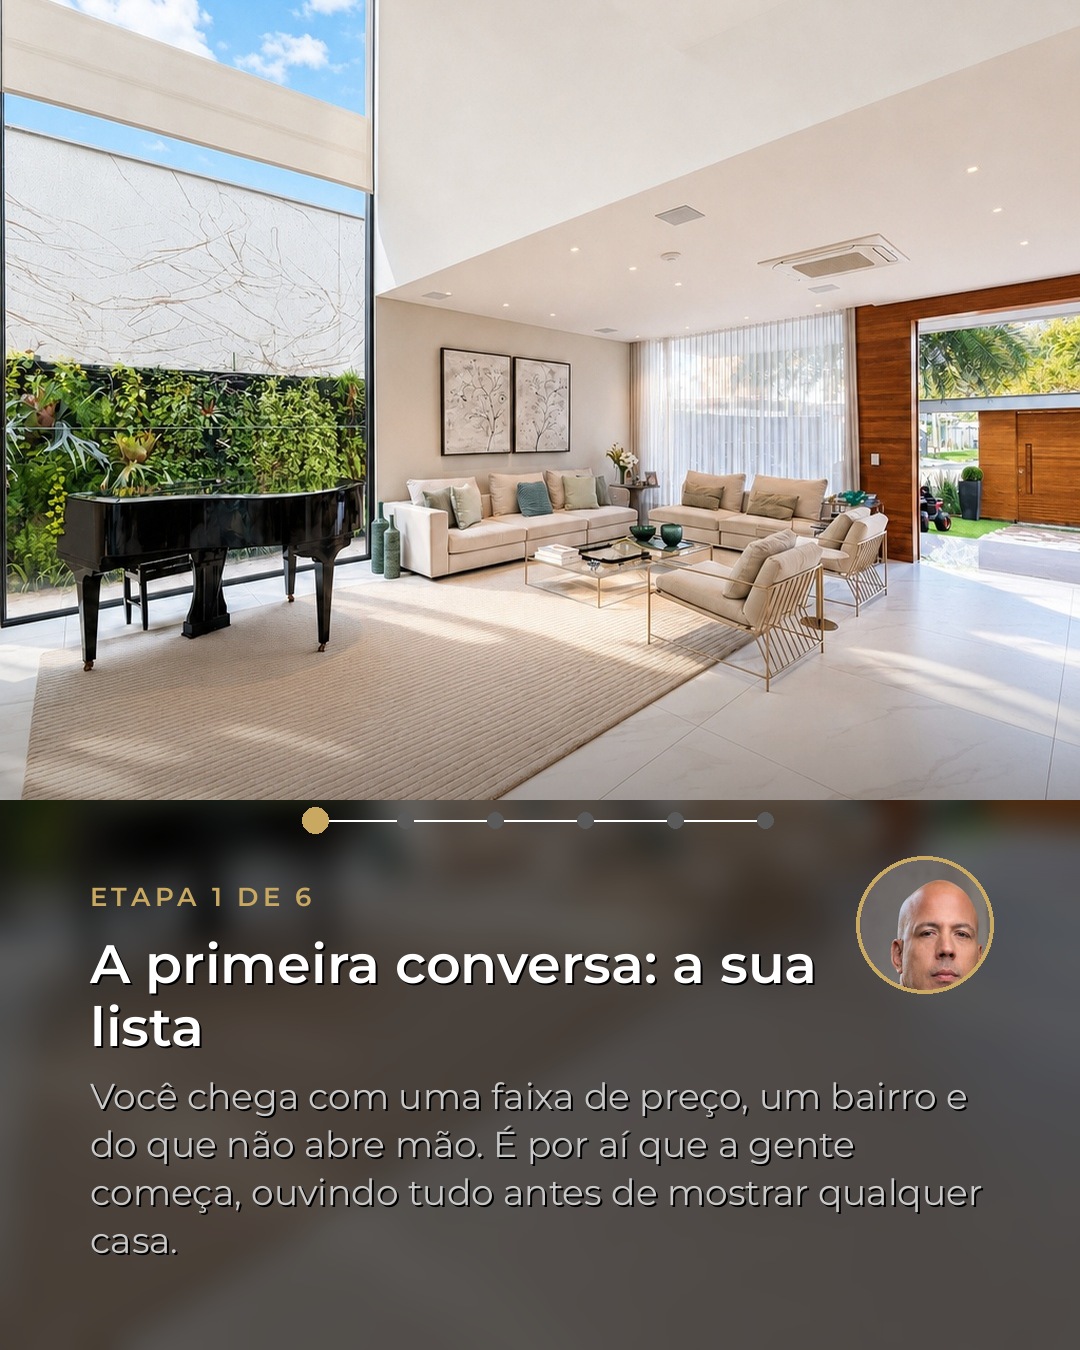 ETAPA 1 DE 6
A primeira conversa: a sua
lista
Você chega com uma faixa de preço, um bairro e
do que não abre mão. É por aí que a gente
começa, ouvindo tudo antes de mostrar qualquer
casa.